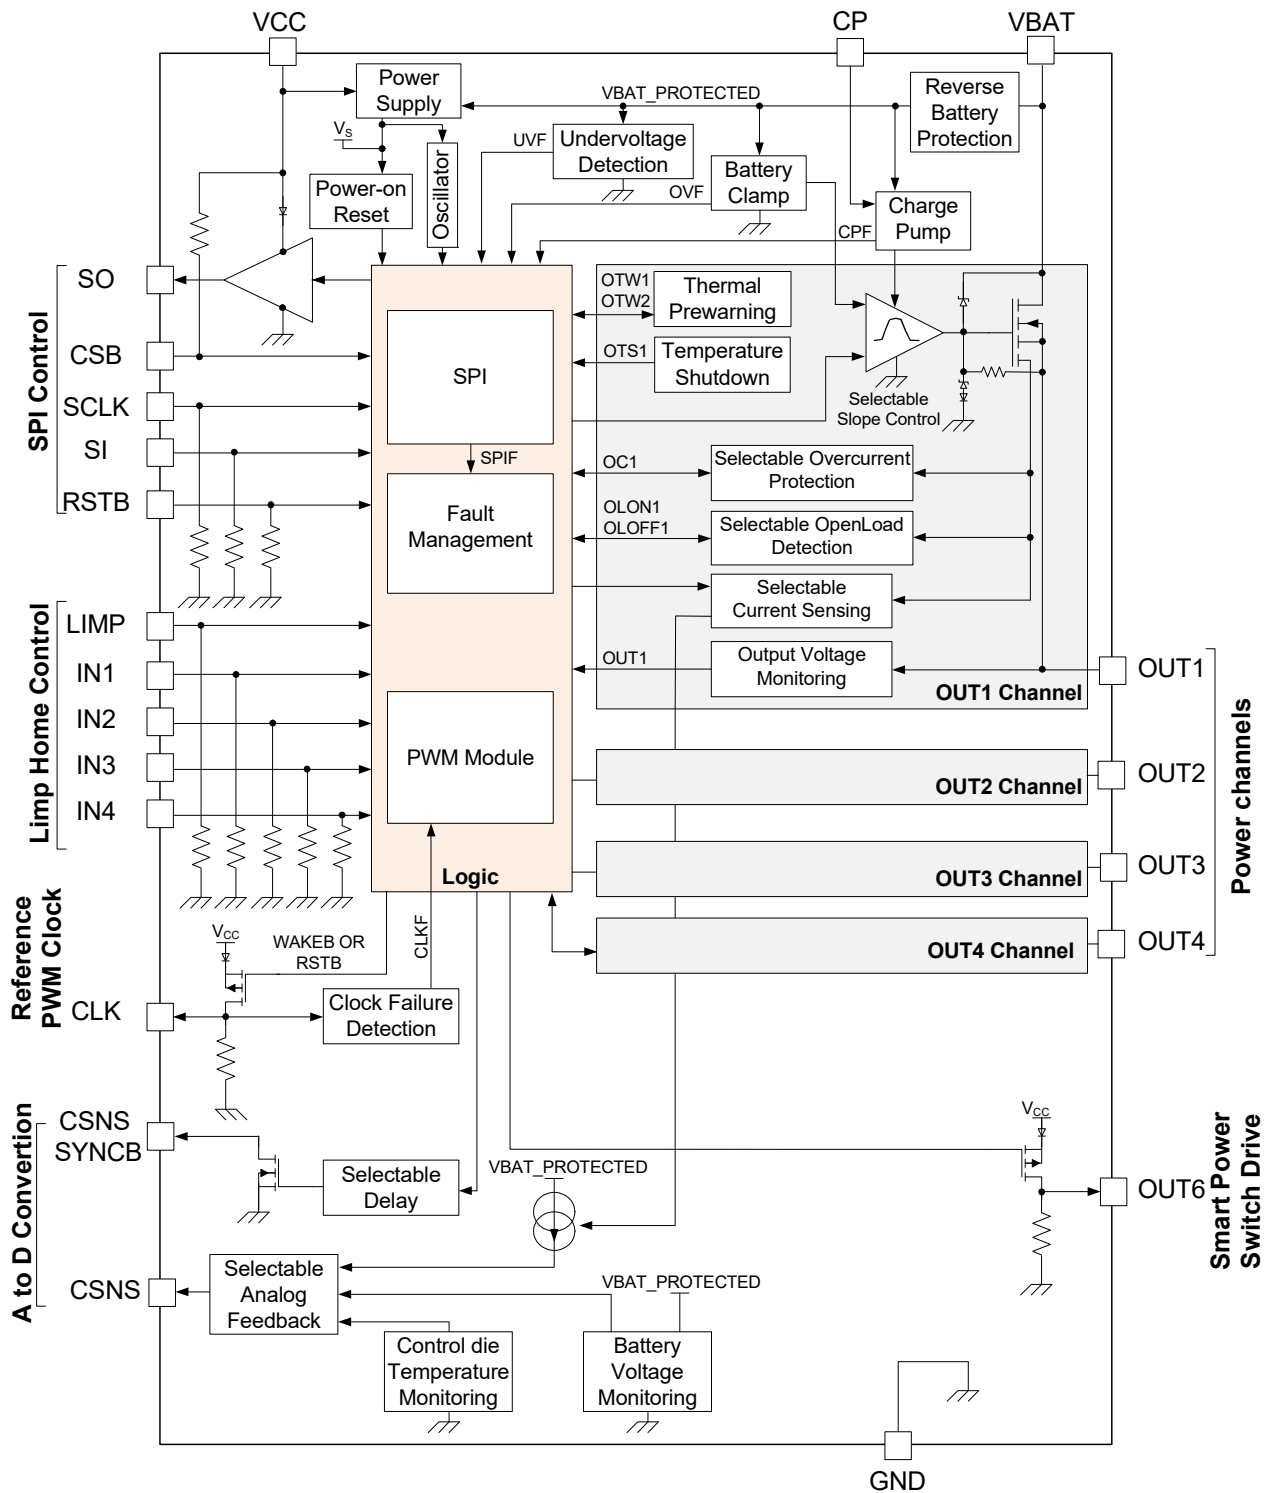 VCC
CP
VBAT
Power
Supply
VBAT_PROTECTED
Reverse
Battery
Protection
VS
UVF
Undervoltage
Detection
Oscillator
Power-on
Reset
OVF
Battery
Clamp
CPF
Charge
Pump
SPI Control
SO
CSB
SCLK
SI
RSTB
SPI
SPIF
Fault
Management
PWM Module
Logic
OTW1
OTW2
Thermal
Prewarning
OTS1
Temperature
Shutdown
Selectable
Slope Control
OC1
Selectable Overcurrent
Protection
OLON1
OLOFF1
Selectable OpenLoad
Detection
Selectable
Current Sensing
OUT1
Output Voltage
Monitoring
OUT1 Channel
OUT2 Channel
OUT3 Channel
OUT4 Channel
OUT1
OUT2
OUT3
OUT4
Power channels
Limp Home Control
LIMP
IN1
IN2
IN3
IN4
Reference
PWM Clock
CLK
VCC
WAKEB OR
RSTB
CLKF
Clock Failure
Detection
A to D Convertion
CSNS
SYNCB
Selectable
Delay
VBAT_PROTECTED
CSNS
Selectable
Analog
Feedback
VBAT_PROTECTED
Control die
Temperature
Monitoring
Battery
Voltage
Monitoring
VCC
OUT6
Smart Power
Switch Drive
GND